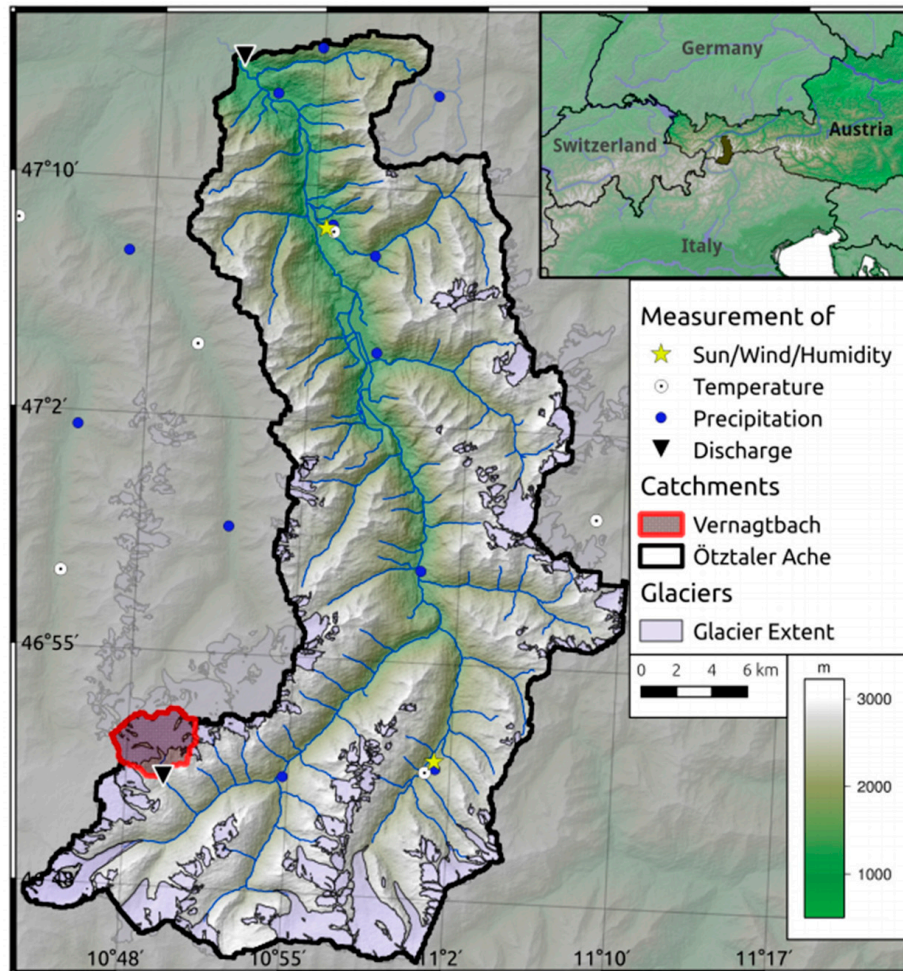 Germany
Switzerland
Austria
Italy
47°10′
47°2′
46°55′
10°48′
10°55′
11°2′
11°10′
11°17′
Measurement of
Sun/Wind/Humidity
Temperature
Precipitation
Discharge
Catchments
Vernagtbach
Ötztaler Ache
Glaciers
Glacier Extent
0 2 4 6 km
m
3000
2000
1000